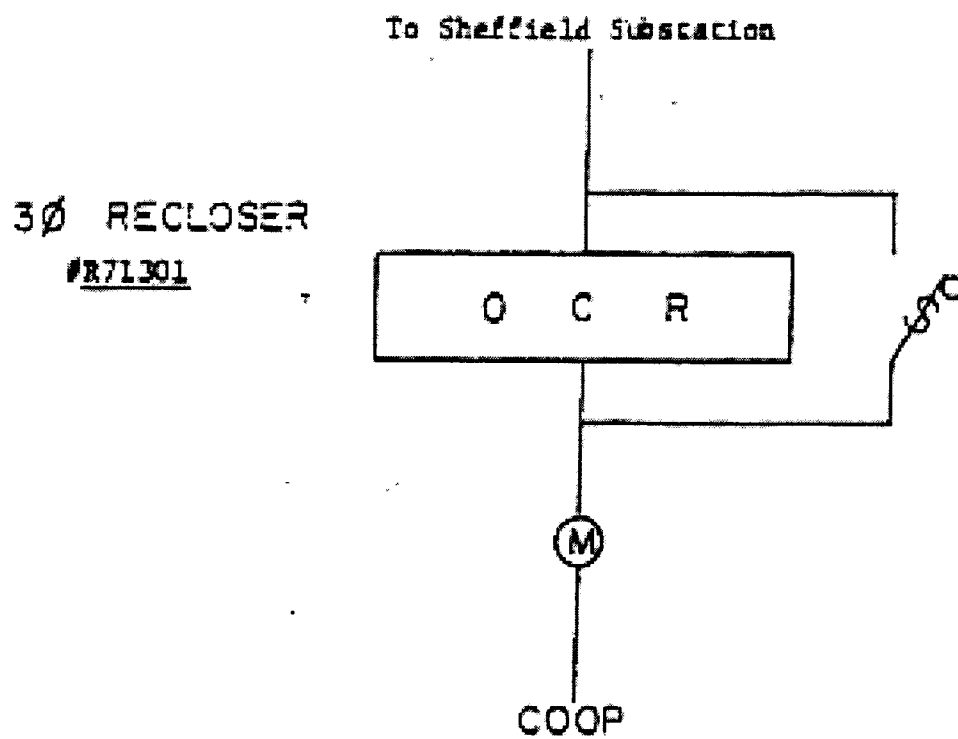 To Sheffield Substation
3Ø RECLOSER
#R71301
O C R
M
COOP